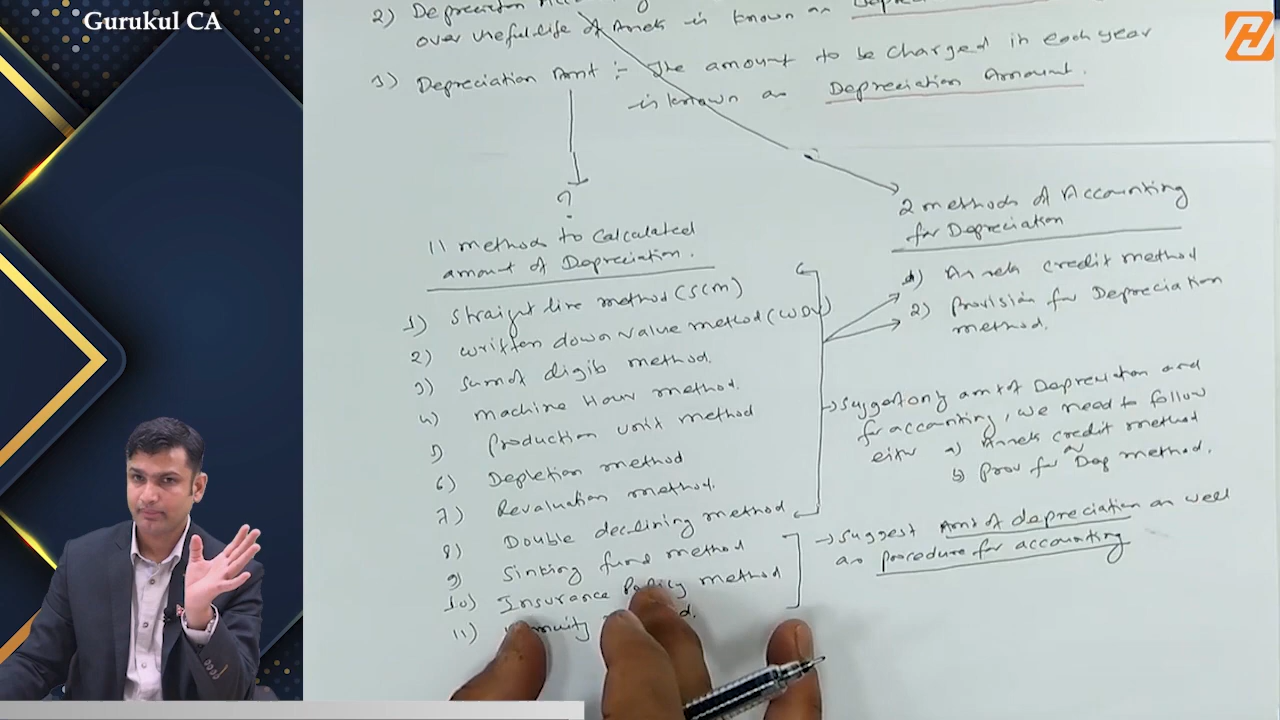 Gurukul CA
2) Depreciation
over useful life of Assets is known as
3) Depreciation Amt :- The amount to be charged in each year
is known as Depreciation Amount.
?
11 methods to Calculated
amount of Depreciation.
1) Straight line method (SLM)
2) written down value method (WDV)
3) Sum of digits method.
4) machine Hour method.
5) production unit method
6) Depletion method
7) Revaluation method.
8) Double declining method
9) Sinking fund method
10) Insurance Policy method
11) Annuity
2 methods of Accounting
for Depreciation
1) Assets credit method
2) Provision for Depreciation
method.
→ Suggest only amt of Depreciation and
for accounting, we need to follow
either a) Assets credit method
or
b) Prov for Dep method.
→ Suggest Amt of depreciation as well
as procedure for accounting